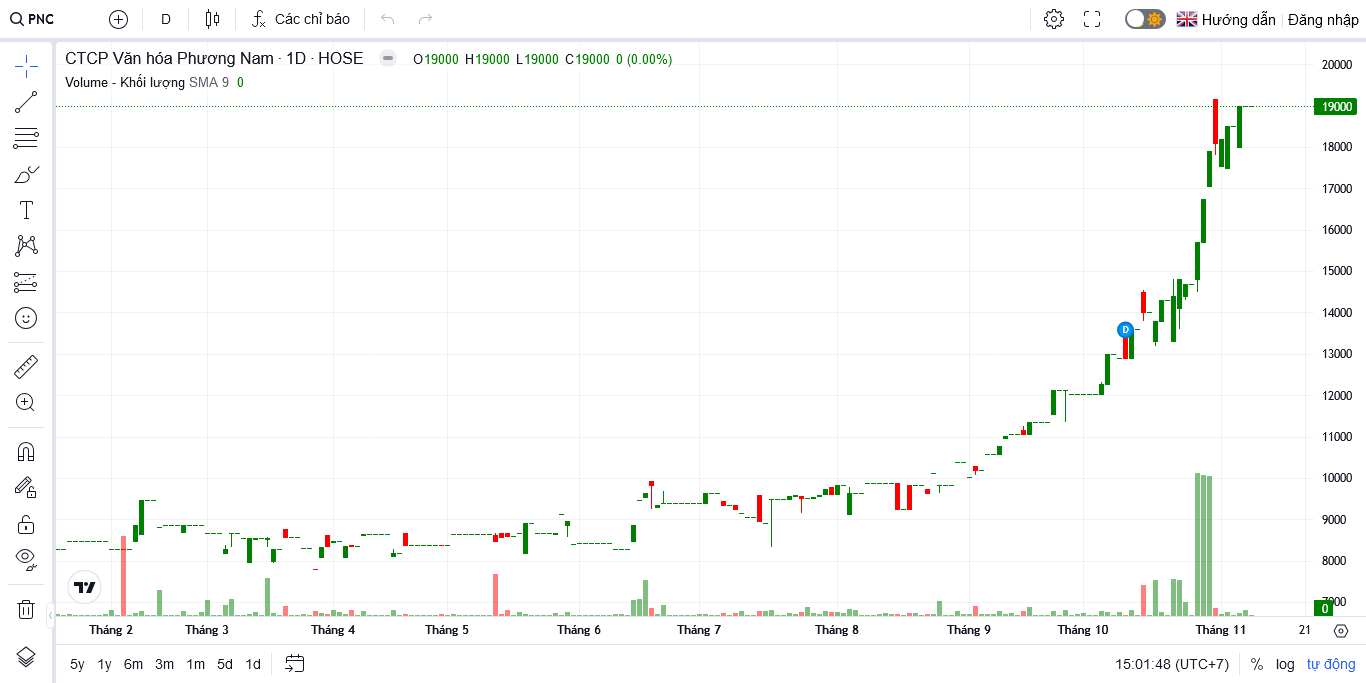 PNC D Các chỉ báo Hướng dẫn Đăng nhập
CTCP Văn hóa Phương Nam · 1D · HOSE O19000 H19000 L19000 C19000 0 (0.00%)
Volume - Khối lượng SMA 9 0
20000
19000
18000
17000
16000
15000
14000
D
13000
12000
11000
10000
9000
8000
7000
0
Tháng 2 Tháng 3 Tháng 4 Tháng 5 Tháng 6 Tháng 7 Tháng 8 Tháng 9 Tháng 10 Tháng 11 21
5y 1y 6m 3m 1m 5d 1d 15:01:48 (UTC+7) % log tự động